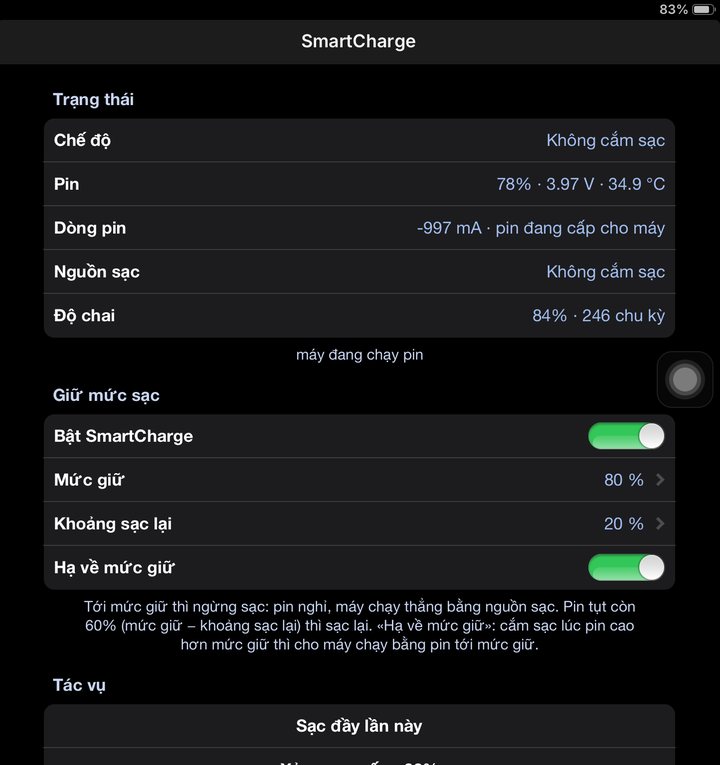 83%
SmartCharge
Trạng thái
Chế độ Không cắm sạc
Pin 78% · 3.97 V · 34.9 °C
Dòng pin -997 mA · pin đang cấp cho máy
Nguồn sạc Không cắm sạc
Độ chai 84% · 246 chu kỳ
máy đang chạy pin
Giữ mức sạc
Bật SmartCharge
Mức giữ 80 %
Khoảng sạc lại 20 %
Hạ về mức giữ
Tới mức giữ thì ngừng sạc: pin nghỉ, máy chạy thẳng bằng nguồn sạc. Pin tụt còn
60% (mức giữ – khoảng sạc lại) thì sạc lại. «Hạ về mức giữ»: cắm sạc lúc pin cao
hơn mức giữ thì cho máy chạy bằng pin tới mức giữ.
Tác vụ
Sạc đầy lần này